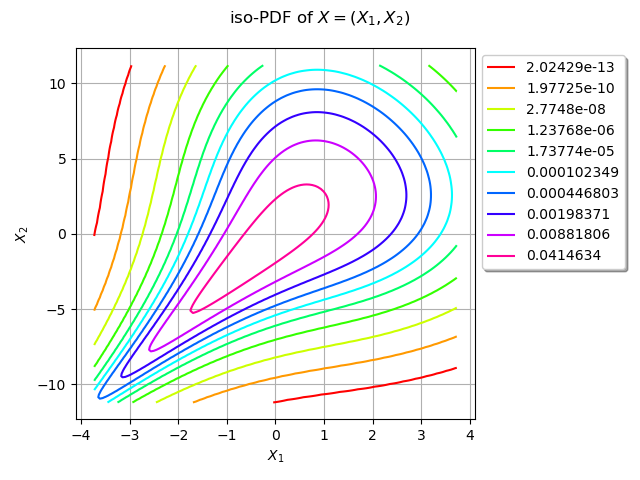 iso-PDF of X = (X₁, X₂)
10
5
0
−5
−10
X₂
−4
−3
−2
−1
0
1
2
3
4
X₁
2.02429e-13
1.97725e-10
2.7748e-08
1.23768e-06
1.73774e-05
0.000102349
0.000446803
0.00198371
0.00881806
0.0414634